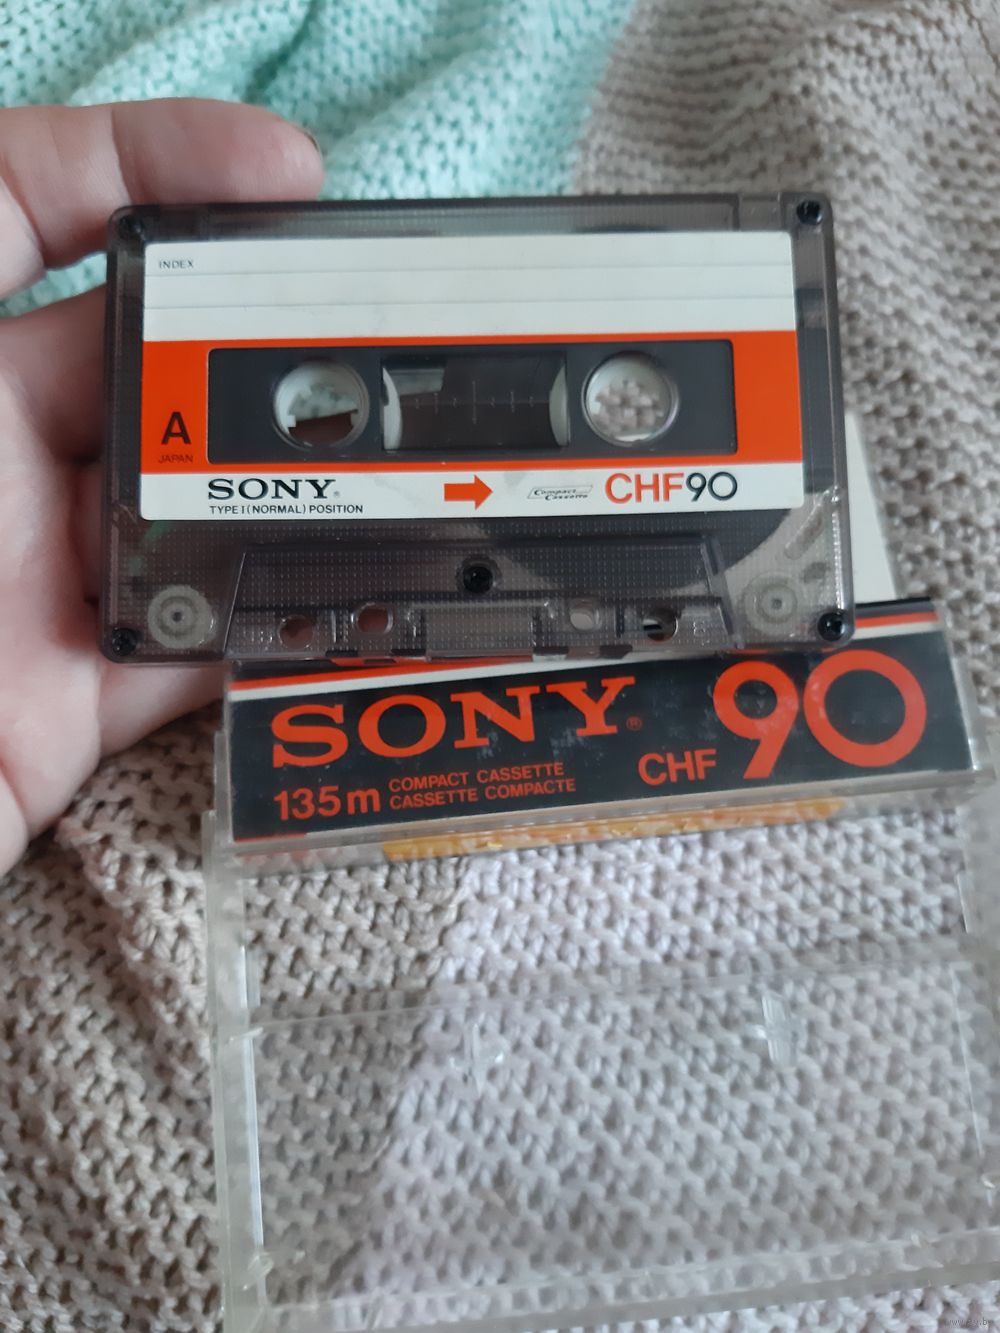 INDEX
A
JAPAN
SONY®
TYPE I (NORMAL) POSITION
Compact Cassette
CHF90
SONY®
90
CHF
135m
COMPACT CASSETTE
CASSETTE COMPACTE